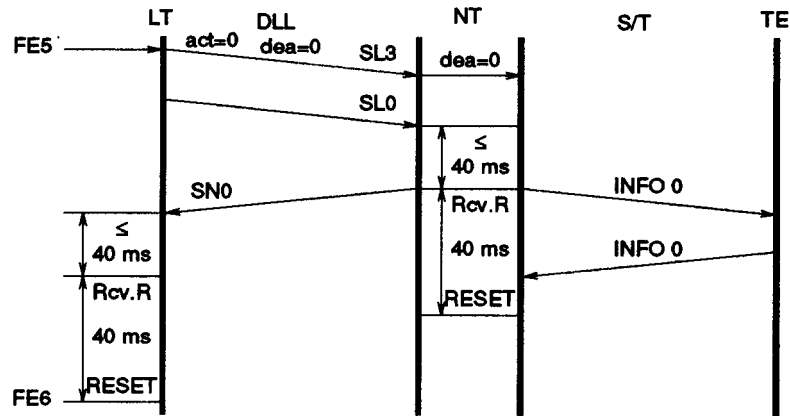 LT DLL NT S/T TE
FE5 act=0 dea=0 SL3 dea=0
SL0
≤
40 ms
SN0 INFO 0
Rcv.R
≤
40 ms 40 ms INFO 0
Rcv.R RESET
40 ms
RESET
FE6